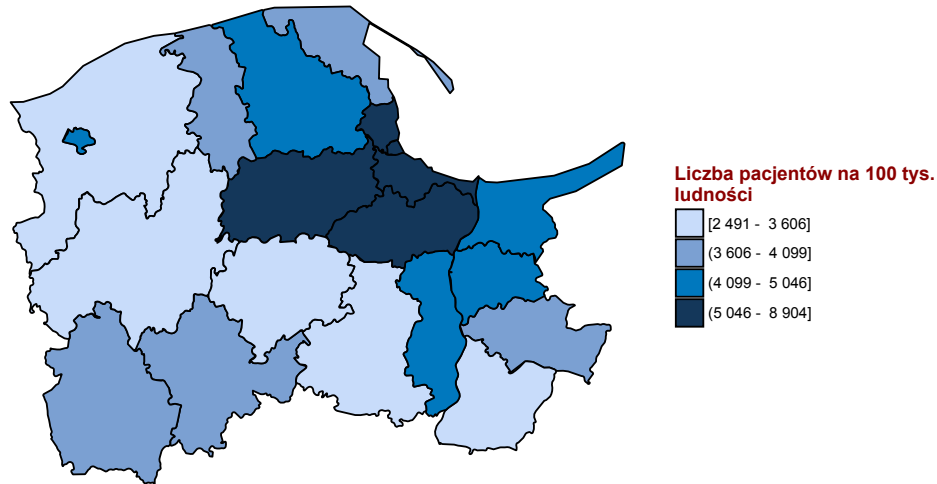 Liczba pacjentów na 100 tys.
ludności
[2 491 - 3 606]
(3 606 - 4 099]
(4 099 - 5 046]
(5 046 - 8 904]